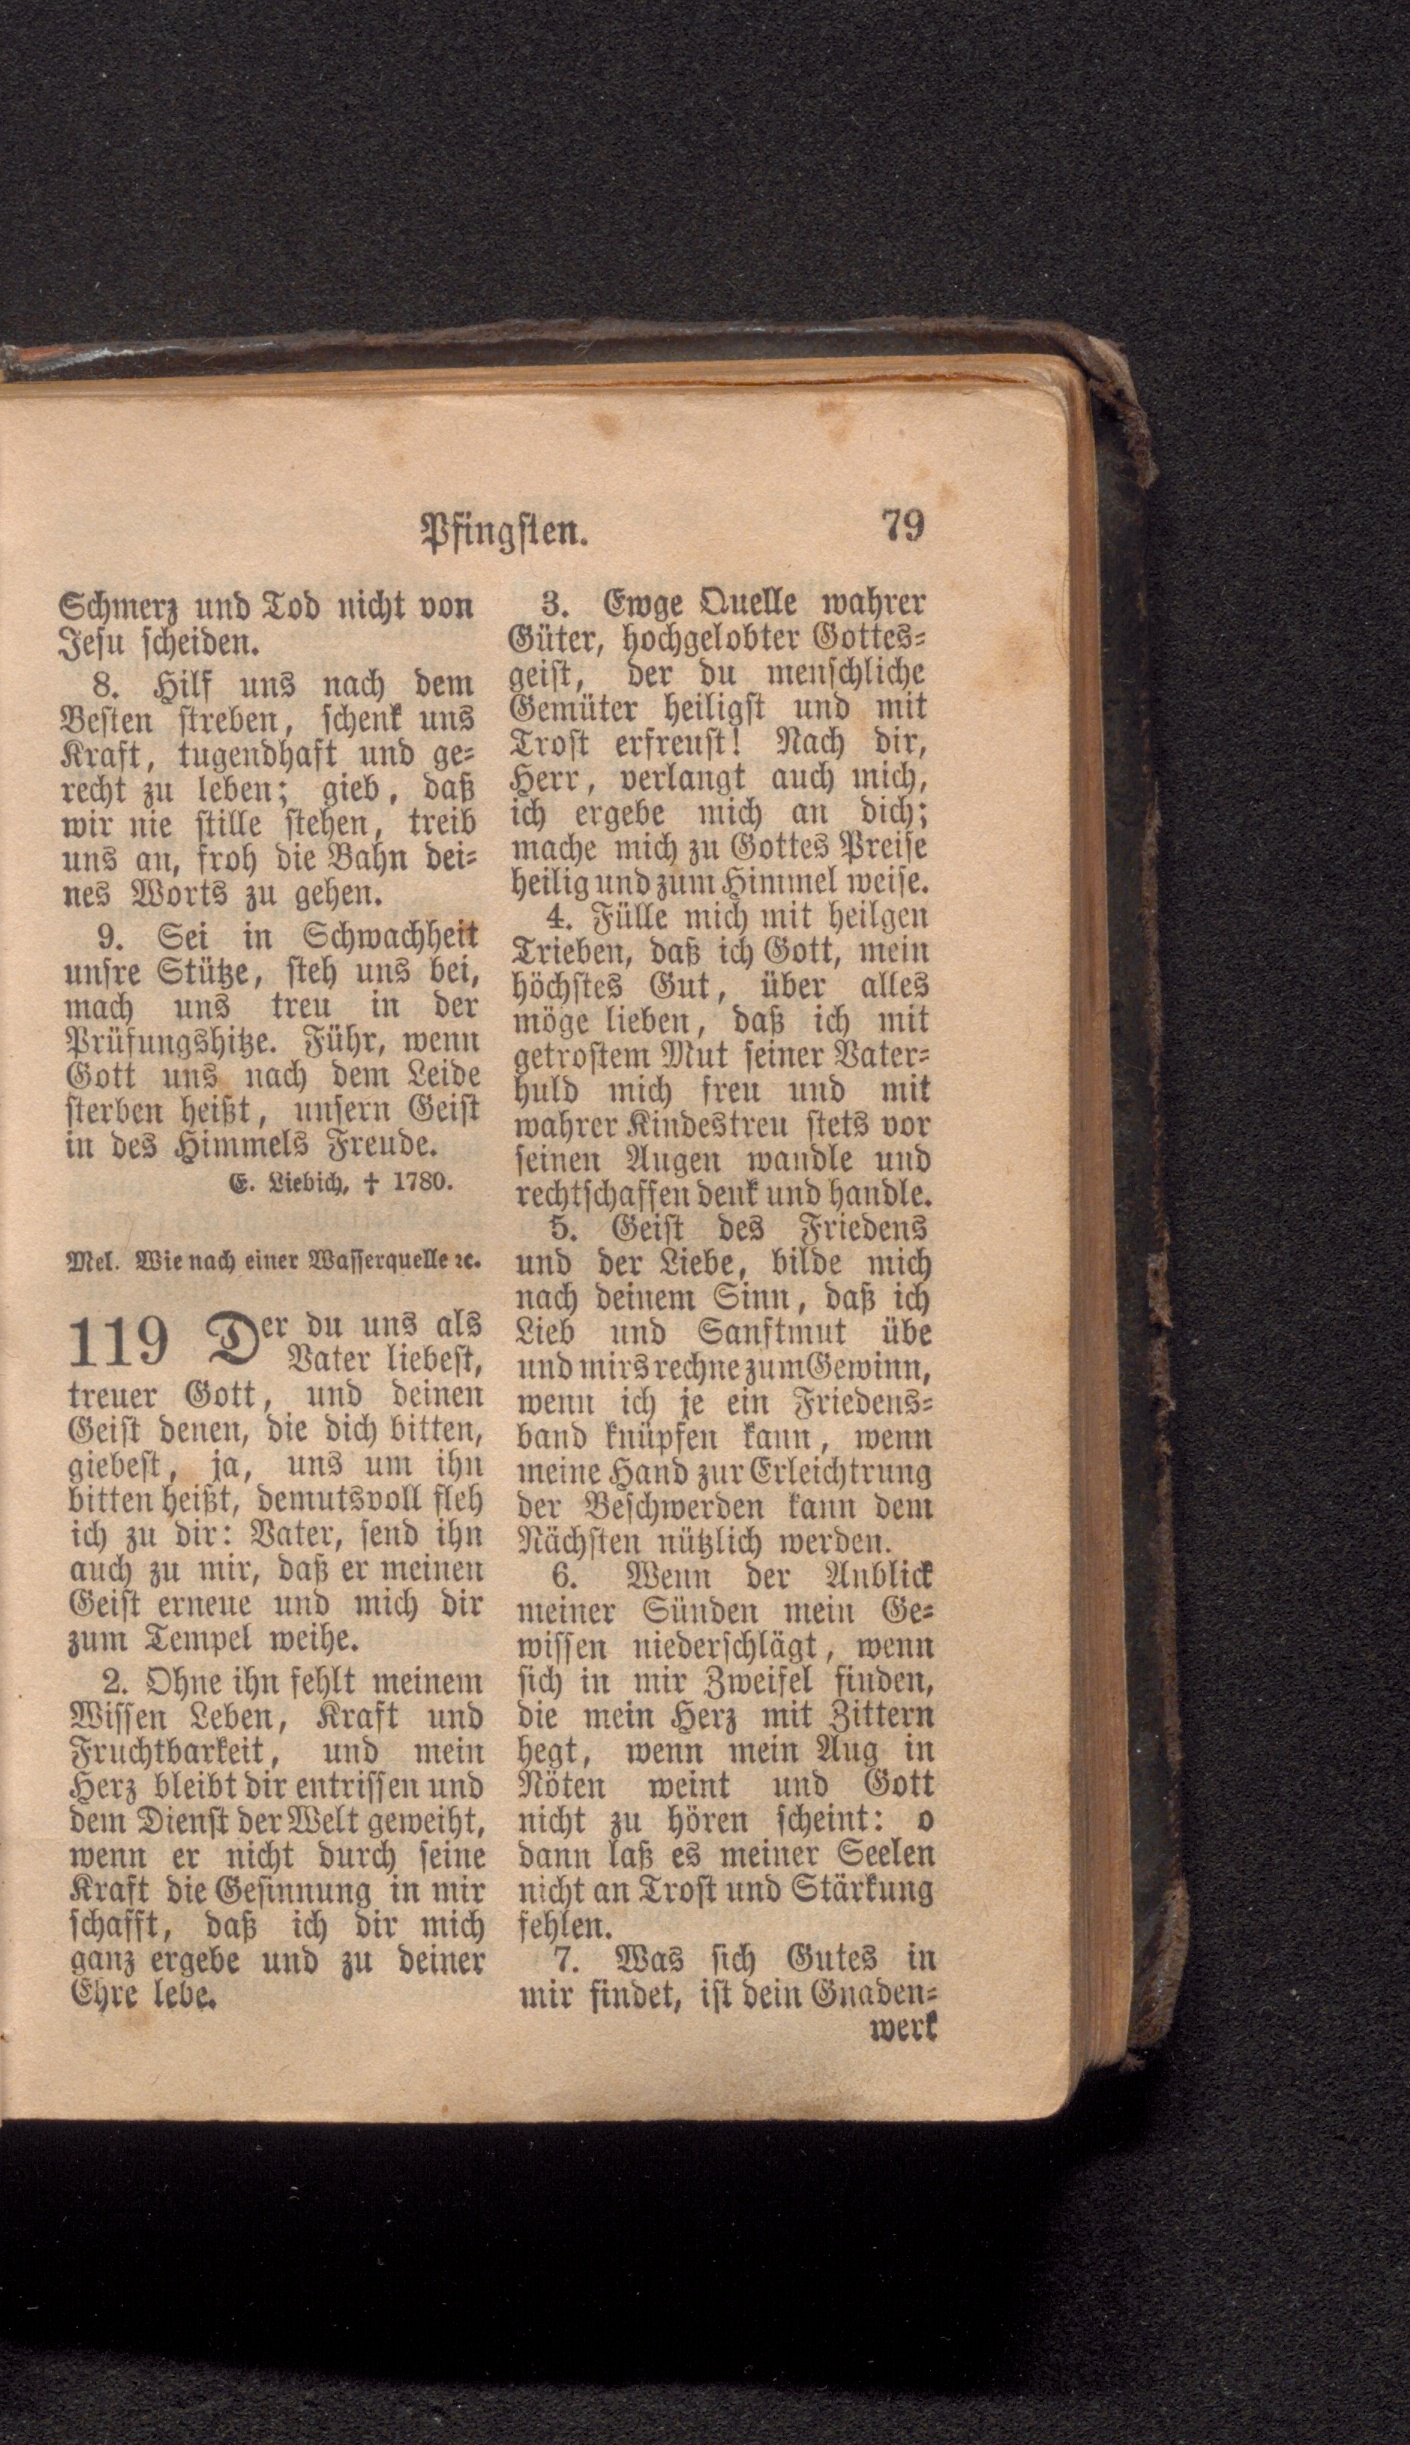 Pfingsten.
79
Schmerz und Tod nicht von
Jesu scheiden.
8. Hilf uns nach dem
Besten streben, schenk uns
Kraft, tugendhaft und ge-
recht zu leben; gieb, daß
wir nie stille stehen, treib
uns an, froh die Bahn dei-
nes Worts zu gehen.
9. Sei in Schwachheit
unsre Stütze, steh uns bei,
mach uns treu in der
Prüfungshitze. Führ, wenn
Gott uns nach dem Leide
sterben heißt, unsern Geist
in des Himmels Freude.
E. Liebich, † 1780.
Mel. Wie nach einer Wasserquelle ꝛc.
119 Der du uns als
Vater liebest,
treuer Gott, und deinen
Geist denen, die dich bitten,
giebest, ja, uns um ihn
bitten heißt, demutsvoll fleh
ich zu dir: Vater, send ihn
auch zu mir, daß er meinen
Geist erneue und mich dir
zum Tempel weihe.
2. Ohne ihn fehlt meinem
Wissen Leben, Kraft und
Fruchtbarkeit, und mein
Herz bleibt dir entrissen und
dem Dienst der Welt geweiht,
wenn er nicht durch seine
Kraft die Gesinnung in mir
schafft, daß ich dir mich
ganz ergebe und zu deiner
Ehre lebe.
3. Ewge Quelle wahrer
Güter, hochgelobter Gottes-
geist, der du menschliche
Gemüter heiligst und mit
Trost erfreust! Nach dir,
Herr, verlangt auch mich,
ich ergebe mich an dich;
mache mich zu Gottes Preise
heilig und zum Himmel weise.
4. Fülle mich mit heilgen
Trieben, daß ich Gott, mein
höchstes Gut, über alles
möge lieben, daß ich mit
getrostem Mut seiner Vater-
huld mich freu und mit
wahrer Kindestreu stets vor
seinen Augen wandle und
rechtschaffen denk und handle.
5. Geist des Friedens
und der Liebe, bilde mich
nach deinem Sinn, daß ich
Lieb und Sanftmut übe
und mirs rechne zum Gewinn,
wenn ich je ein Friedens-
band knüpfen kann, wenn
meine Hand zur Erleichtrung
der Beschwerden kann dem
Nächsten nützlich werden.
6. Wenn der Anblick
meiner Sünden mein Ge-
wissen niederschlägt, wenn
sich in mir Zweifel finden,
die mein Herz mit Zittern
hegt, wenn mein Aug in
Nöten weint und Gott
nicht zu hören scheint: o
dann laß es meiner Seelen
nicht an Trost und Stärkung
fehlen.
7. Was sich Gutes in
mir findet, ist dein Gnaden-
werk